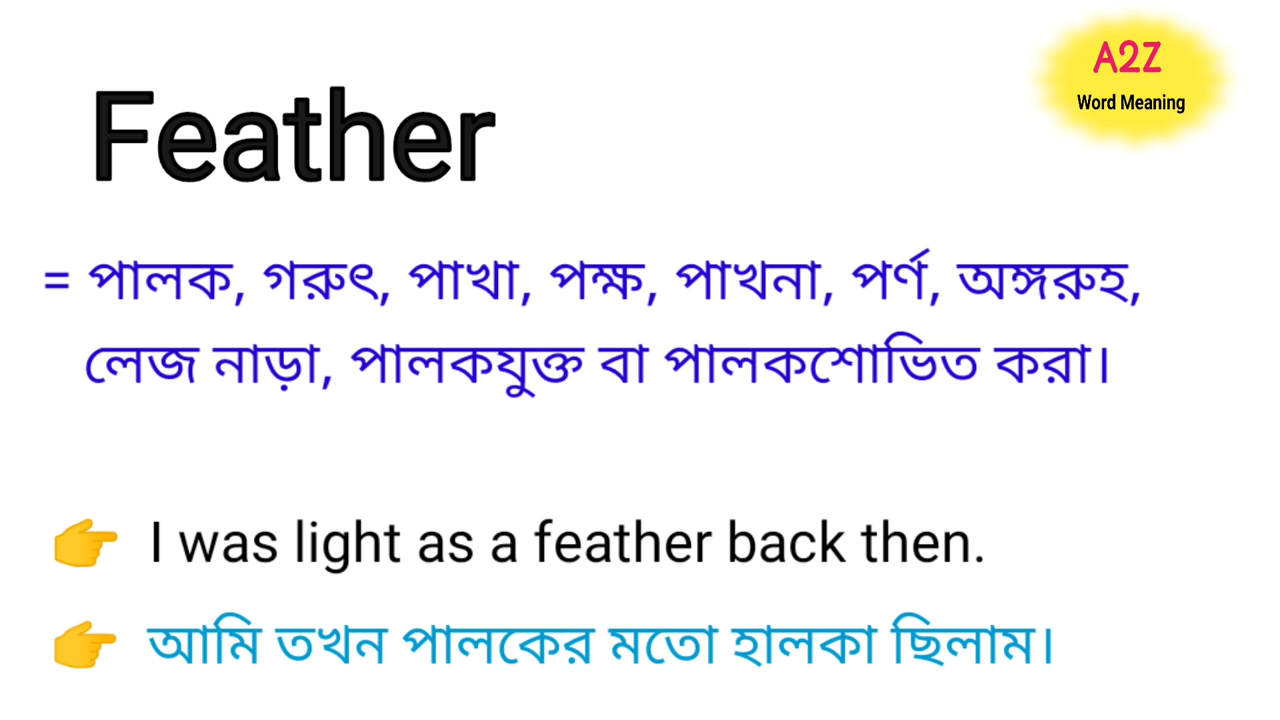 A2Z
Word Meaning
Feather
= পালক, গরুৎ, পাখা, পক্ষ, পাখনা, পর্ণ, অঙ্গরুহ,
লেজ নাড়া, পালকযুক্ত বা পালকশোভিত করা।
👉 I was light as a feather back then.
👉 আমি তখন পালকের মতো হালকা ছিলাম।